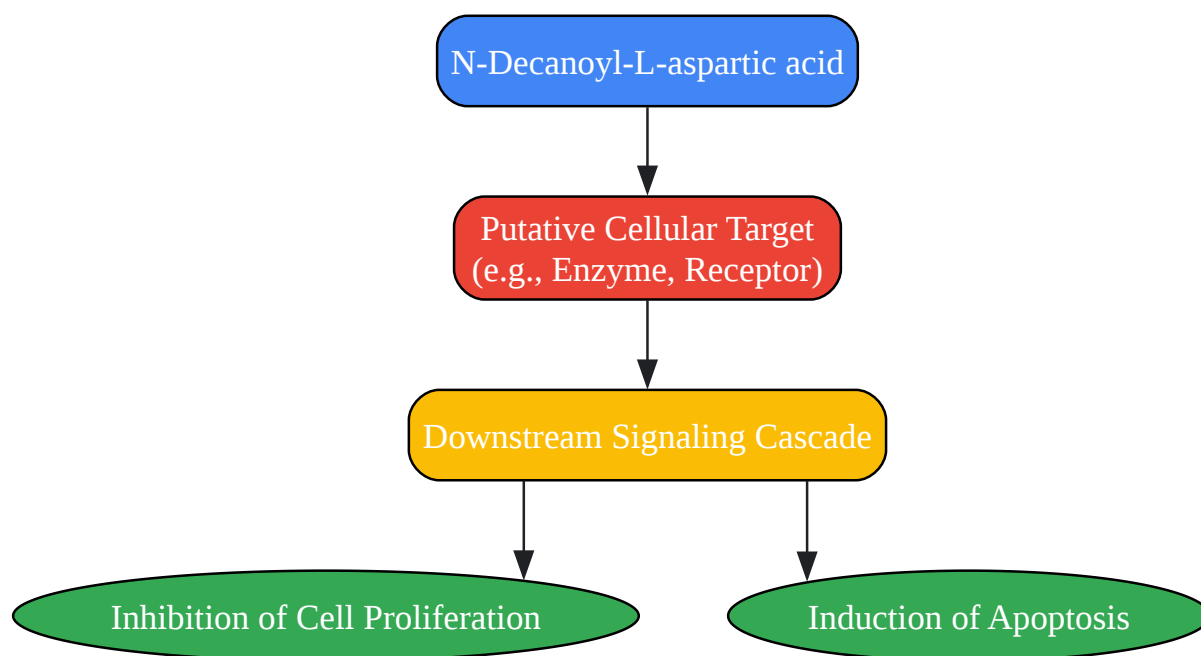 N-Decanoyl-L-aspartic acid
Putative Cellular Target
(e.g., Enzyme, Receptor)
Downstream Signaling Cascade
Inhibition of Cell Proliferation
Induction of Apoptosis